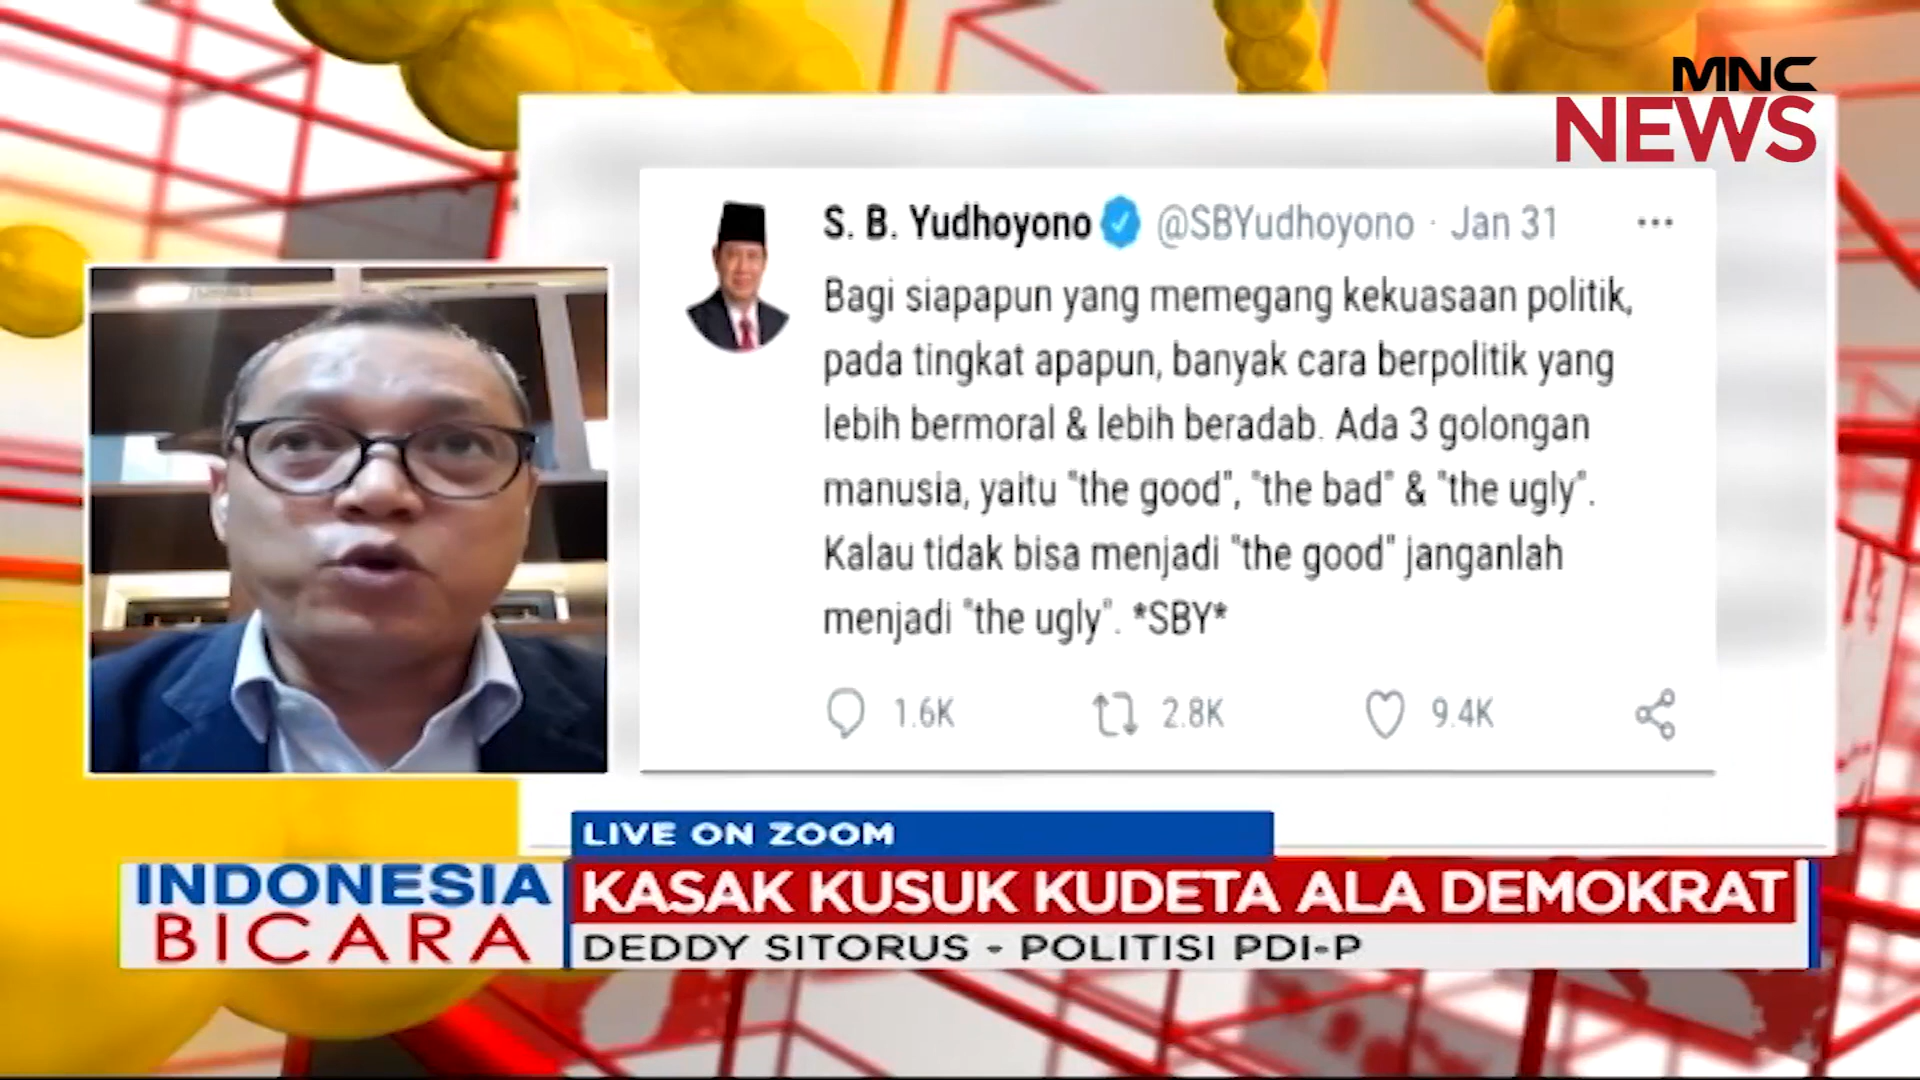 MNC
NEWS
S. B. Yudhoyono @SBYudhoyono · Jan 31
Bagi siapapun yang memegang kekuasaan politik,
pada tingkat apapun, banyak cara berpolitik yang
lebih bermoral & lebih beradab. Ada 3 golongan
manusia, yaitu "the good", "the bad" & "the ugly".
Kalau tidak bisa menjadi "the good" janganlah
menjadi "the ugly". *SBY*
1.6K 2.8K 9.4K
LIVE ON ZOOM
INDONESIA
BICARA
KASAK KUSUK KUDETA ALA DEMOKRAT
DEDDY SITORUS - POLITISI PDI-P